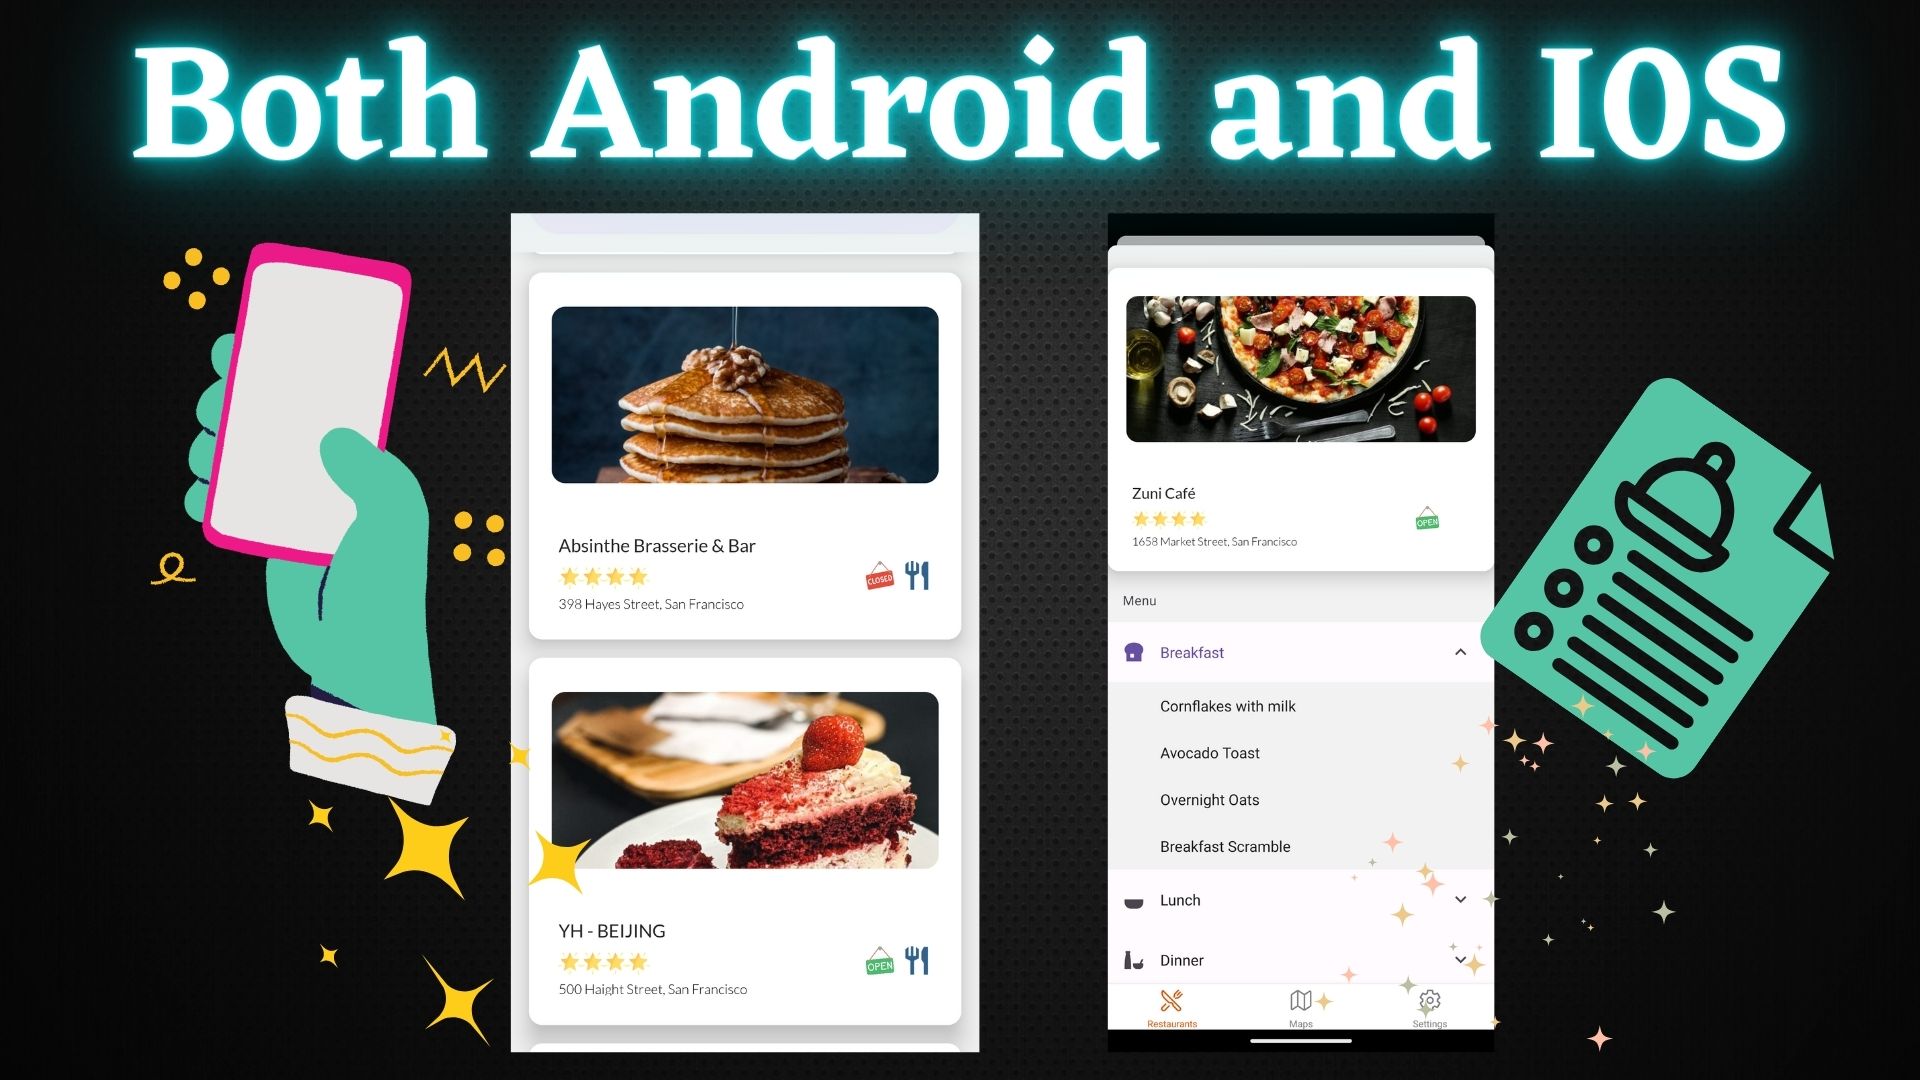 Both Android and IOS
Absinthe Brasserie & Bar
CLOSED
398 Hayes Street, San Francisco
YH - BEIJING
OPEN
500 Haight Street, San Francisco
Zuni Café
OPEN
1658 Market Street, San Francisco
Menu
Breakfast
Cornflakes with milk
Avocado Toast
Overnight Oats
Breakfast Scramble
Lunch
Dinner
Restaurants Maps Settings